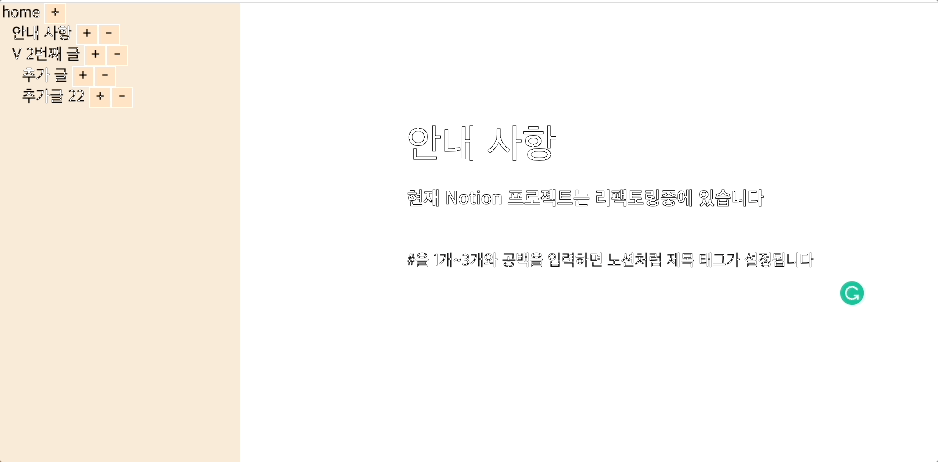 home +
안내 사항 + -
V 2번째 글 + -
추가 글 + -
추가글 22 + -
안내 사항
현재 Notion 프로젝트는 리팩토링중에 있습니다
#을 1개~3개와 공백을 입력하면 노션처럼 제목 태그가 설정됩니다